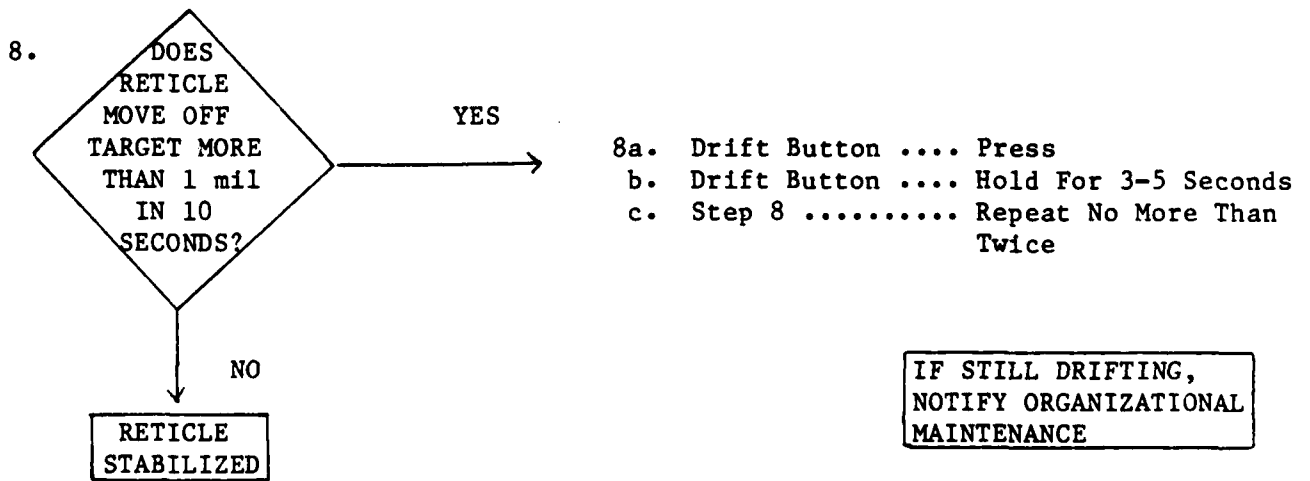 8.
DOES
RETICLE
MOVE OFF
TARGET MORE
THAN 1 mil
IN 10
SECONDS?
YES
8a. Drift Button .... Press
b. Drift Button .... Hold For 3-5 Seconds
c. Step 8 .......... Repeat No More Than
Twice
NO
RETICLE
STABILIZED
IF STILL DRIFTING,
NOTIFY ORGANIZATIONAL
MAINTENANCE